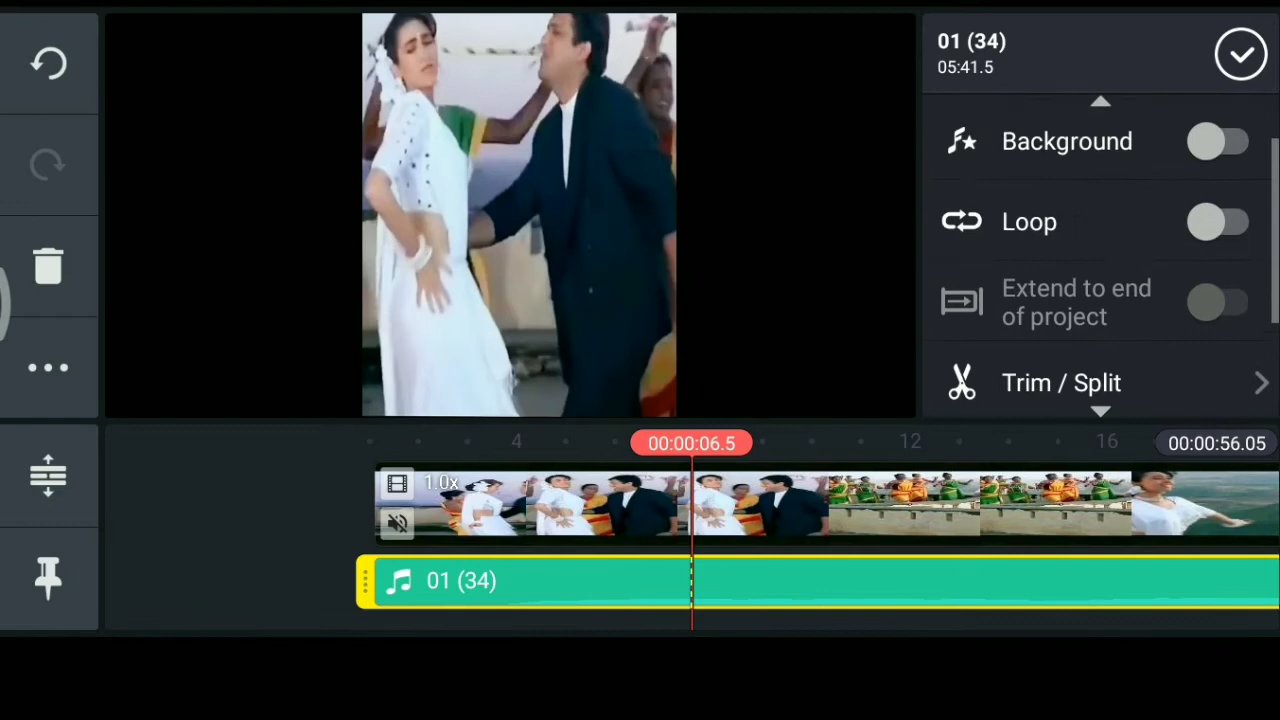 01 (34)
05:41.5
Background
Loop
Extend to end
of project
Trim / Split
4
00:00:06.5
12
16
00:00:56.05
1.0x
01 (34)